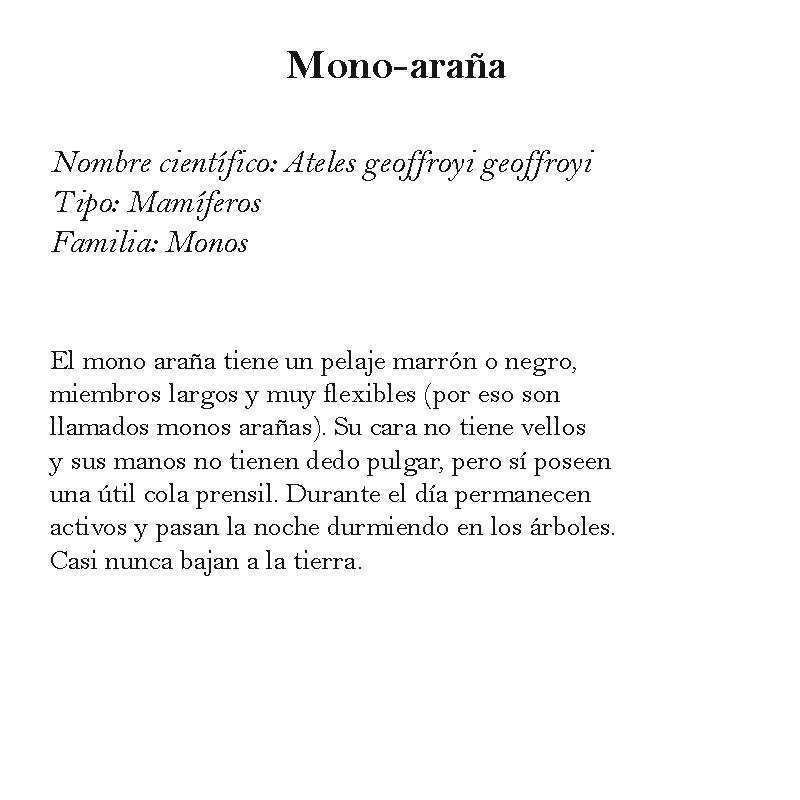 Mono-araña
Nombre científico: Ateles geoffroyi geoffroyi
Tipo: Mamíferos
Familia: Monos
El mono araña tiene un pelaje marrón o negro,
miembros largos y muy flexibles (por eso son
llamados monos arañas). Su cara no tiene vellos
y sus manos no tienen dedo pulgar, pero sí poseen
una útil cola prensil. Durante el día permanecen
activos y pasan la noche durmiendo en los árboles.
Casi nunca bajan a la tierra.